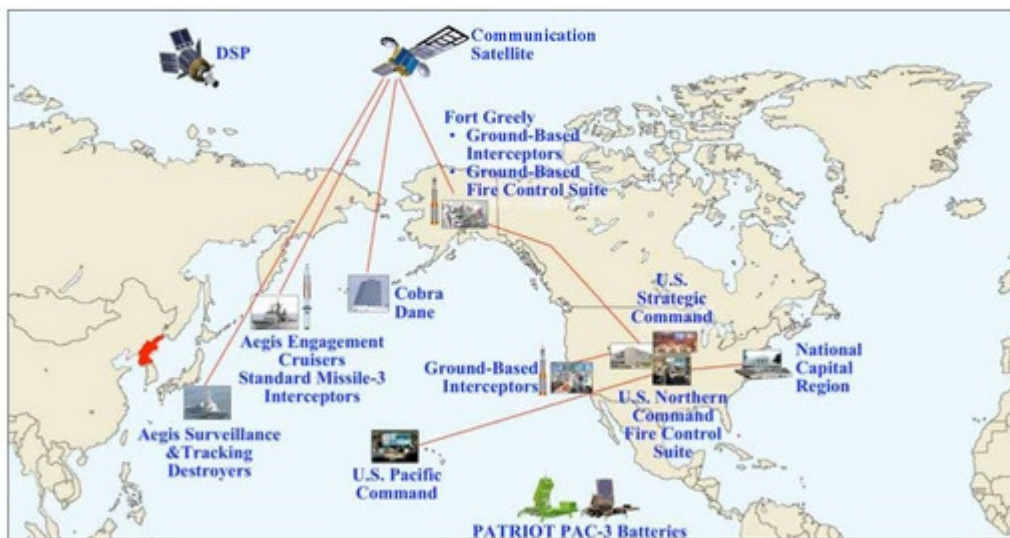 DSP
Communication
Satellite
Fort Greely
• Ground-Based
Interceptors
• Ground-Based
Fire Control Suite
Cobra
Dane
U.S.
Strategic
Command
Aegis Engagement
Cruisers
Standard Missile-3
Interceptors
Ground-Based
Interceptors
National
Capital
Region
U.S. Northern
Command
Fire Control
Suite
Aegis Surveillance
&Tracking
Destroyers
U.S. Pacific
Command
PATRIOT PAC-3 Batteries